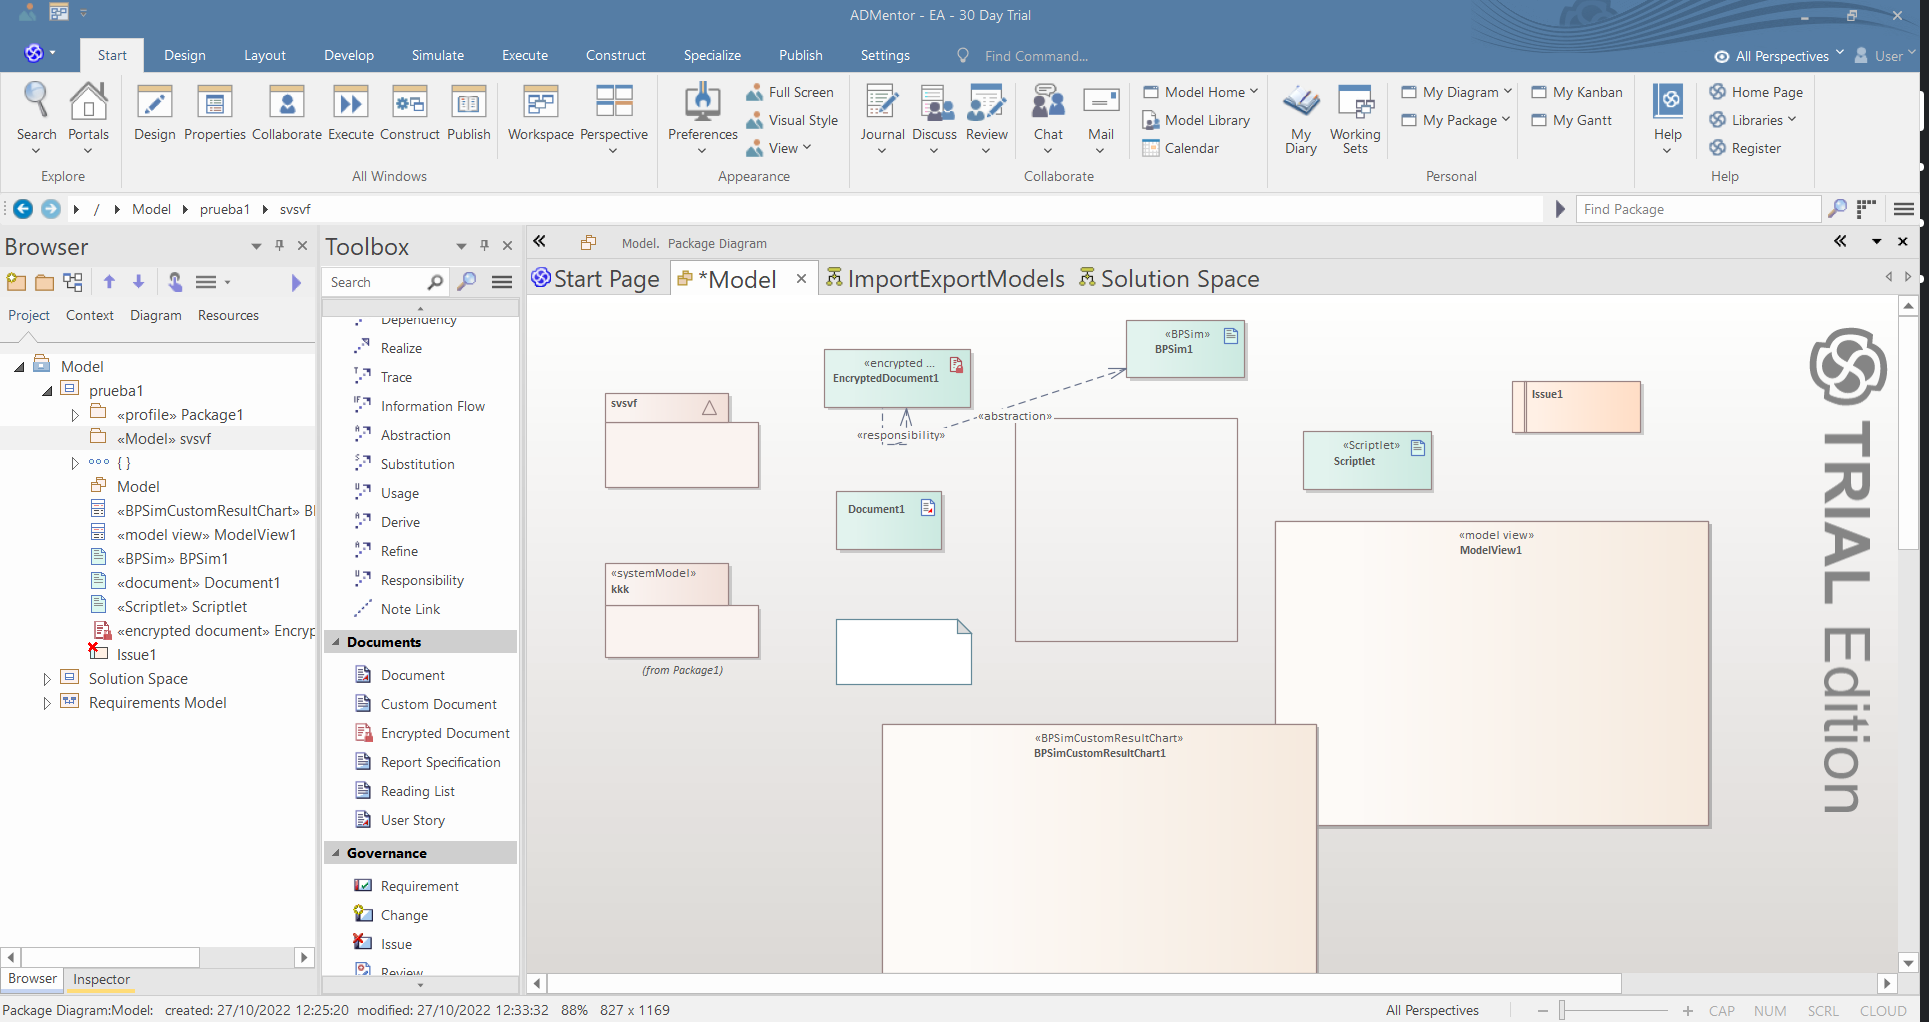 ADMentor - EA - 30 Day Trial
Start Design Layout Develop Simulate Execute Construct Specialize Publish Settings Find Command... All Perspectives User
Search Portals
Explore
Design Properties Collaborate Execute Construct Publish Workspace Perspective
All Windows
Preferences
Full Screen
Visual Style
View
Appearance
Journal Discuss Review Chat Mail
Model Home
Model Library
Calendar
Collaborate
My Diary
Working Sets
My Diagram
My Package
My Kanban
My Gantt
Personal
Help
Home Page
Libraries
Register
Help
/ Model prueba1 svsvf
Find Package
Browser
Project Context Diagram Resources
Model
prueba1
«profile» Package1
«Model» svsvf
{ }
Model
«BPSimCustomResultChart» BI
«model view» ModelView1
«BPSim» BPSim1
«document» Document1
«Scriptlet» Scriptlet
«encrypted document» Encryp
Issue1
Solution Space
Requirements Model
Browser Inspector
Toolbox
Search
Dependency
Realize
Trace
Information Flow
Abstraction
Substitution
Usage
Derive
Refine
Responsibility
Note Link
Documents
Document
Custom Document
Encrypted Document
Report Specification
Reading List
User Story
Governance
Requirement
Change
Issue
Review
Model. Package Diagram
Start Page *Model ImportExportModels Solution Space
«BPSim»
BPSim1
«encrypted ...
EncryptedDocument1
svsvf
«abstraction»
«responsibility»
Issue1
«Scriptlet»
Scriptlet
Document1
«model view»
ModelView1
«systemModel»
kkk
(from Package1)
«BPSimCustomResultChart»
BPSimCustomResultChart1
TRIAL Edition
Package Diagram:Model: created: 27/10/2022 12:25:20 modified: 27/10/2022 12:33:32 88% 827 x 1169
All Perspectives CAP NUM SCRL CLOUD